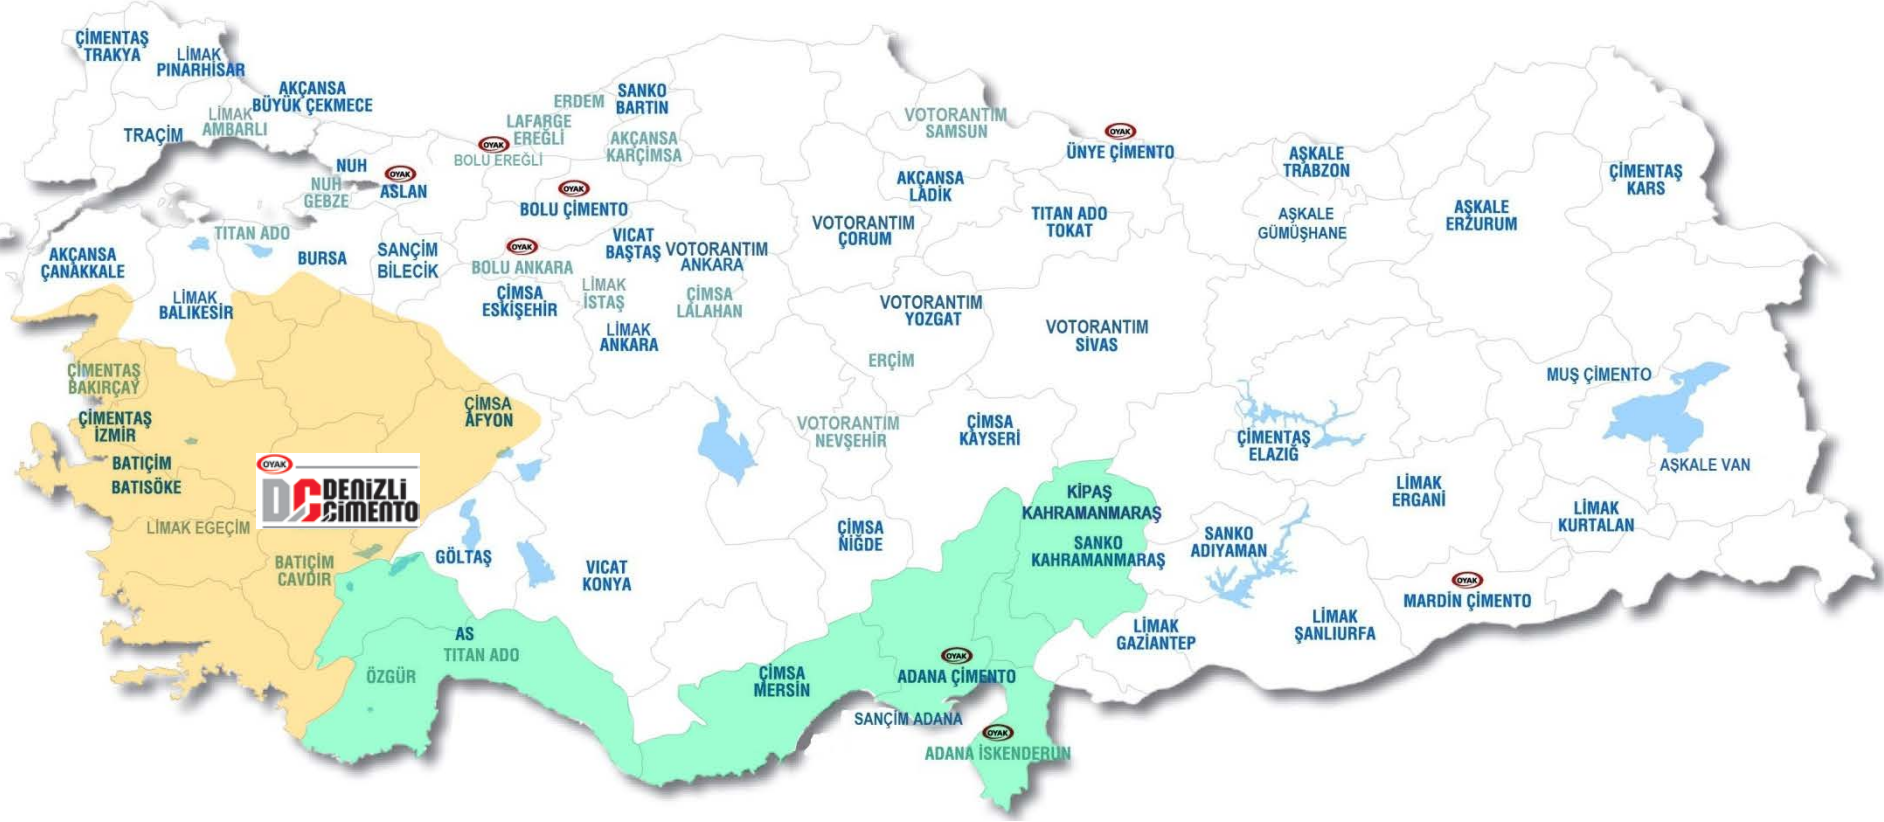 ÇİMENTAŞ
TRAKYA
LİMAK
PINARHİSAR
AKÇANSA
BÜYÜK ÇEKMECE
LİMAK
AMBARLI
TRAÇİM
ERDEM
SANKO
BARTIN
LAFARGE
EREĞLİ
AKÇANSA
KARÇİMSA
OYAK
BOLU EREĞLİ
VOTORANTIM
SAMSUN
OYAK
ÜNYE ÇİMENTO
AŞKALE
TRABZON
ÇİMENTAŞ
KARS
NUH
OYAK
ASLAN
NUH
GEBZE
OYAK
BOLU ÇİMENTO
AKÇANSA
LADİK
VOTORANTIM
ÇORUM
TITAN ADO
TOKAT
AŞKALE
GÜMÜŞHANE
AŞKALE
ERZURUM
TITAN ADO
AKÇANSA
ÇANAKKALE
BURSA
SANÇİM
BİLECİK
OYAK
BOLU ANKARA
VICAT
BAŞTAŞ
VOTORANTIM
ANKARA
LİMAK
BALIKESİR
ÇİMSA
ESKİŞEHİR
LİMAK
İSTAŞ
ÇİMSA
LALAHAN
LİMAK
ANKARA
VOTORANTIM
YOZGAT
VOTORANTIM
SİVAS
ERÇİM
MUŞ ÇİMENTO
ÇİMENTAŞ
BAKIRÇAY
ÇİMENTAŞ
İZMİR
ÇİMSA
AFYON
VOTORANTIM
NEVŞEHİR
ÇİMSA
KAYSERİ
ÇİMENTAŞ
ELAZIĞ
AŞKALE VAN
BATIÇİM
BATISÖKE
OYAK
DÇ DENİZLİ
ÇİMENTO
LİMAK EGEÇİM
BATIÇİM
CAVDIR
GÖLTAŞ
VICAT
KONYA
ÇİMSA
NİĞDE
KİPAŞ
KAHRAMANMARAŞ
SANKO
KAHRAMANMARAŞ
SANKO
ADIYAMAN
LİMAK
ERGANİ
LİMAK
KURTALAN
OYAK
MARDİN ÇİMENTO
LİMAK
GAZİANTEP
LİMAK
ŞANLIURFA
AS
TITAN ADO
ÖZGÜR
ÇİMSA
MERSİN
OYAK
ADANA ÇİMENTO
SANÇİM ADANA
OYAK
ADANA İSKENDERUN